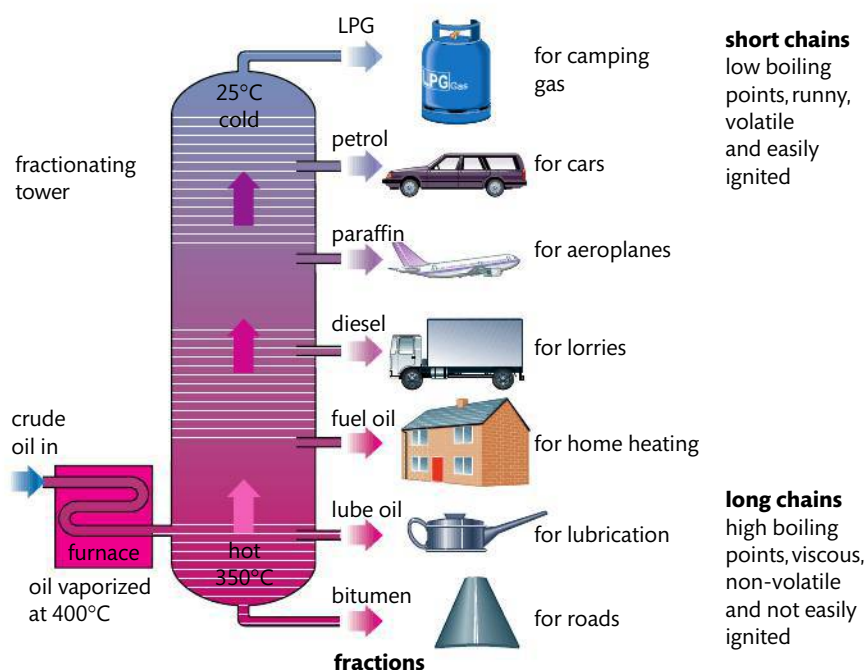 LPG
for camping
gas
short chains
low boiling
points, runny,
volatile
and easily
ignited
LPG Gas
25°C
cold
fractionating
tower
petrol
for cars
paraffin
for aeroplanes
diesel
for lorries
crude
oil in
fuel oil
for home heating
furnace
oil vaporized
at 400°C
hot
350°C
lube oil
for lubrication
long chains
high boiling
points, viscous,
non-volatile
and not easily
ignited
bitumen
for roads
fractions